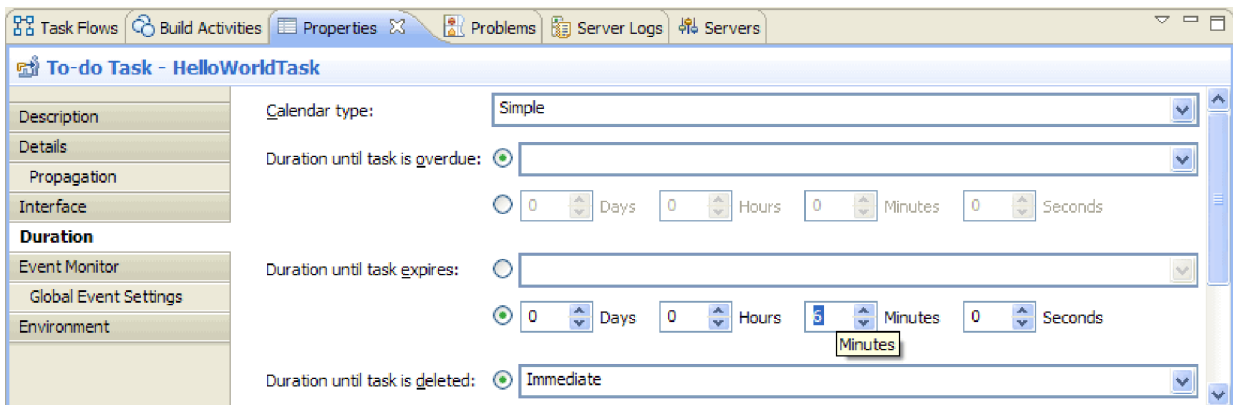 Task Flows Build Activities Properties Problems Server Logs Servers
To-do Task - HelloWorldTask
Description
Details
Propagation
Interface
Duration
Event Monitor
Global Event Settings
Environment
Calendar type: Simple
Duration until task is overdue:
0 Days 0 Hours 0 Minutes 0 Seconds
Duration until task expires:
0 Days 0 Hours 5 Minutes 0 Seconds
Minutes
Duration until task is deleted: Immediate